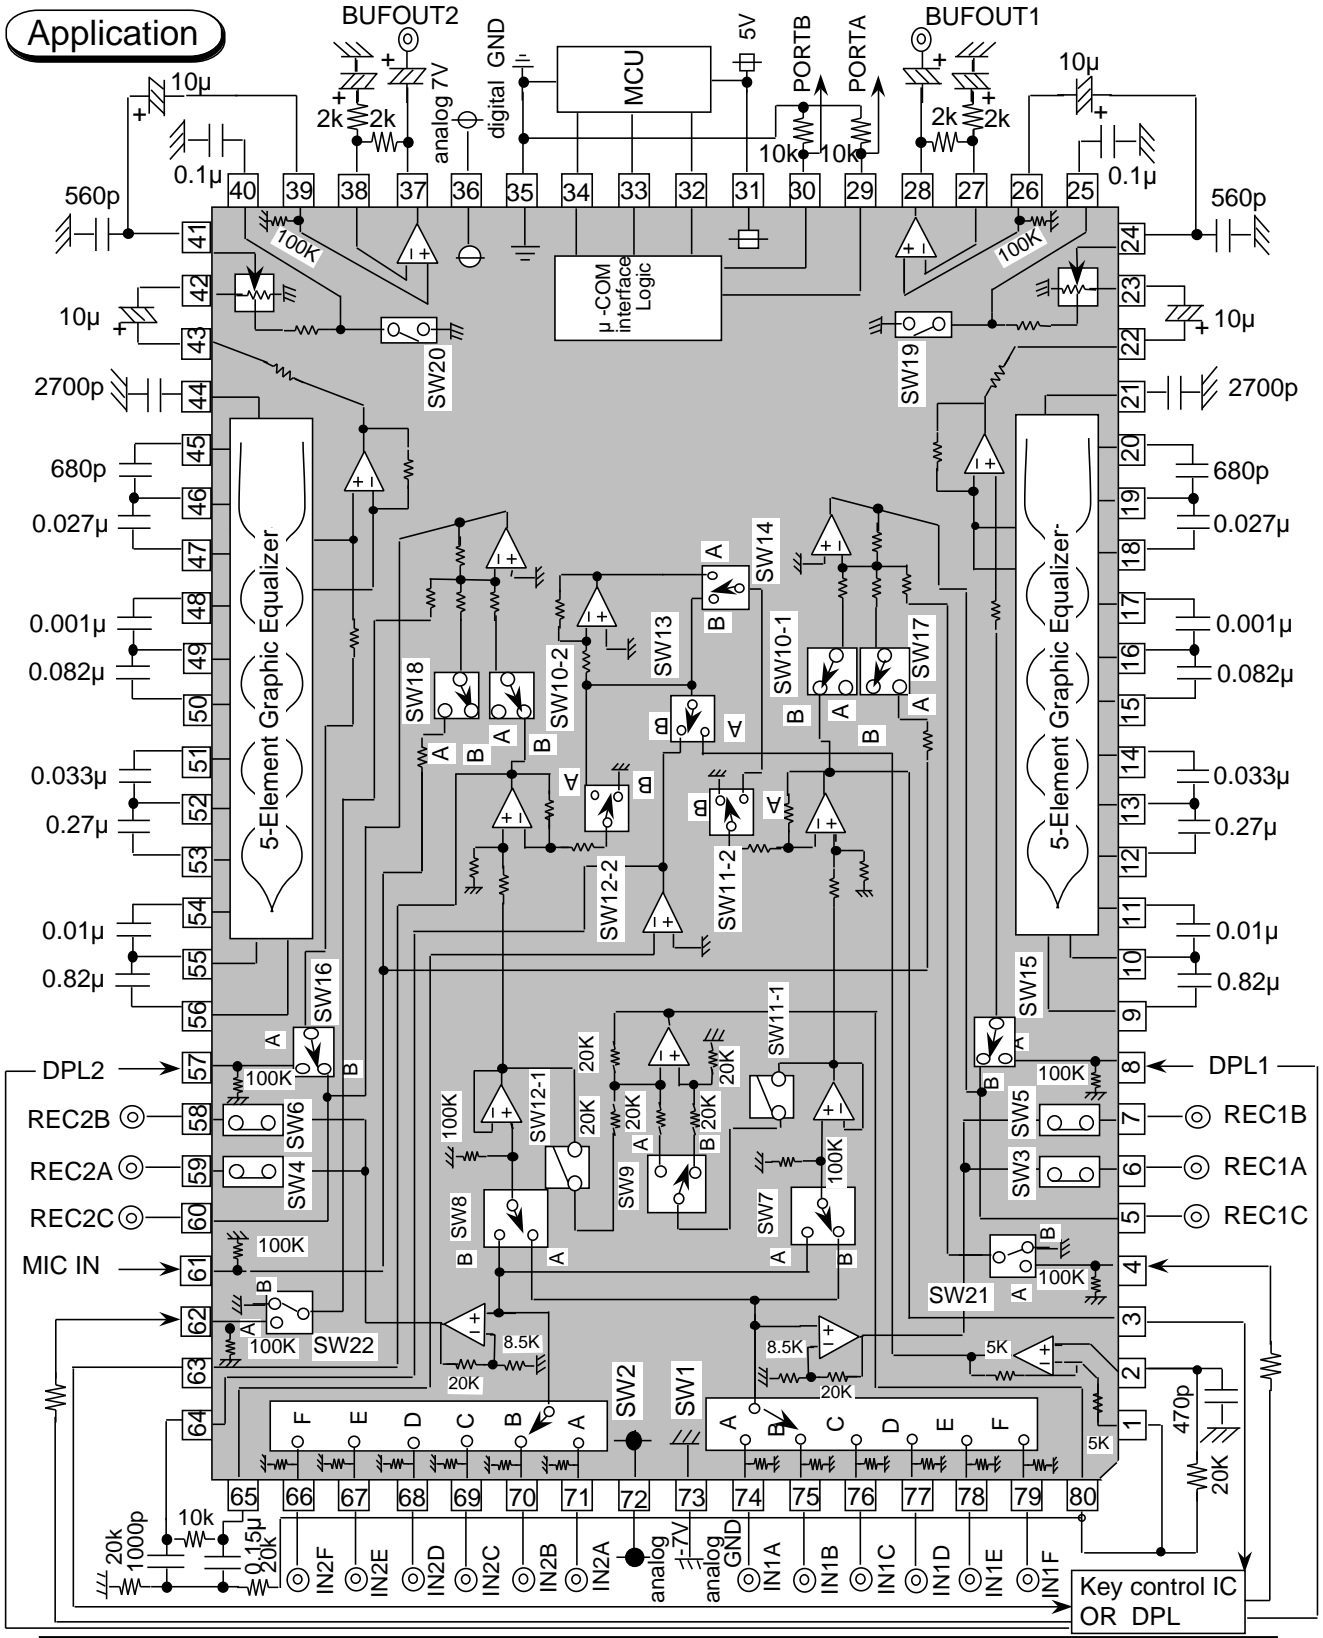 Application
BUFOUT2
BUFOUT1
10µ
2k
2k
analog 7V
digital GND
MCU
5V
PORTB
PORTA
10k
10k
2k
2k
10µ
0.1µ
0.1µ
40
39
38
37
36
35
34
33
32
31
30
29
28
27
26
25
560p
560p
41
100K
100K
24
42
23
10µ
µ-COM
interface
Logic
10µ
43
SW20
SW19
22
2700p
44
21
2700p
45
20
680p
680p
46
19
0.027µ
0.027µ
47
18
5-Element Graphic Equalizer
5-Element Graphic Equalizer
A
SW14
B
48
17
0.001µ
SW13
SW10-1
SW17
0.001µ
49
16
0.082µ
SW18
SW10-2
0.082µ
50
15
A
B
A
B
B
A
B
A
B
A
51
14
0.033µ
A
B
B
A
0.033µ
52
13
0.27µ
0.27µ
53
SW12-2
SW11-2
12
54
11
0.01µ
0.01µ
55
10
0.82µ
SW16
SW11-1
SW15
0.82µ
56
9
A
A
DPL2
57
100K
B
20K
20K
B
100K
8
DPL1
REC2B
58
SW6
100K
SW12-1
20K
20K
20K
SW5
7
REC1B
REC2A
59
SW4
A
B
100K
SW3
6
REC1A
REC2C
60
SW8
SW9
SW7
5
REC1C
100K
B
A
A
B
B
MIC IN
61
100K
4
B
SW21
A
62
A
100K
SW22
3
8.5K
8.5K
5K
63
20K
20K
2
SW2
SW1
470p
64
F
E
D
C
B
A
A
B
C
D
E
F
5K
1
20K
65
66
67
68
69
70
71
72
73
74
75
76
77
78
79
80
20k
1000p
10k
0.15µ
20k
IN2F
IN2E
IN2D
IN2C
IN2B
IN2A
analog
-7V
analog
GND
IN1A
IN1B
IN1C
IN1D
IN1E
IN1F
Key control IC
OR DPL